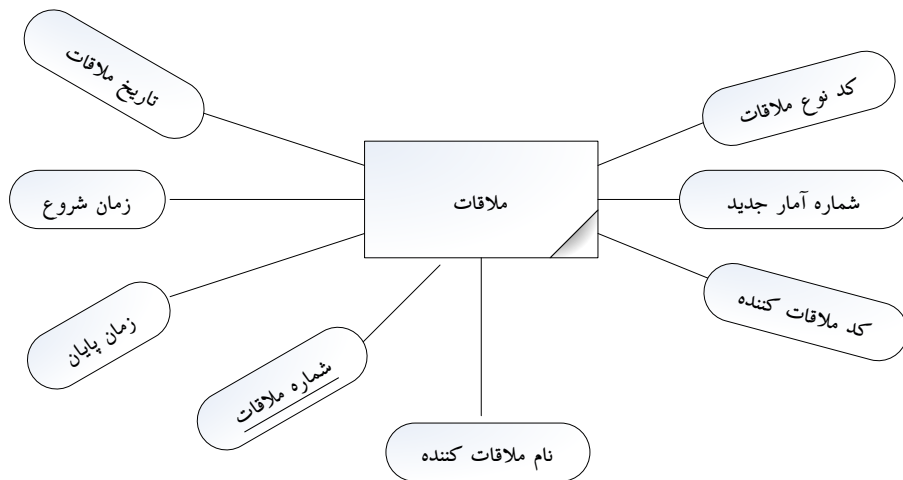 تاریخ ملاقات
کد نوع ملاقات
زمان شروع
ملاقات
شماره آمار جدید
زمان پایان
کد ملاقات کننده
شماره ملاقات
نام ملاقات کننده